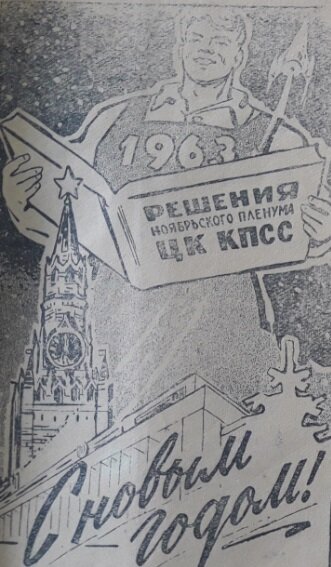 1963
РЕШЕНИЯ
НОЯБРЬСКОГО ПЛЕНУМА
ЦК КПСС
С новым
годом!